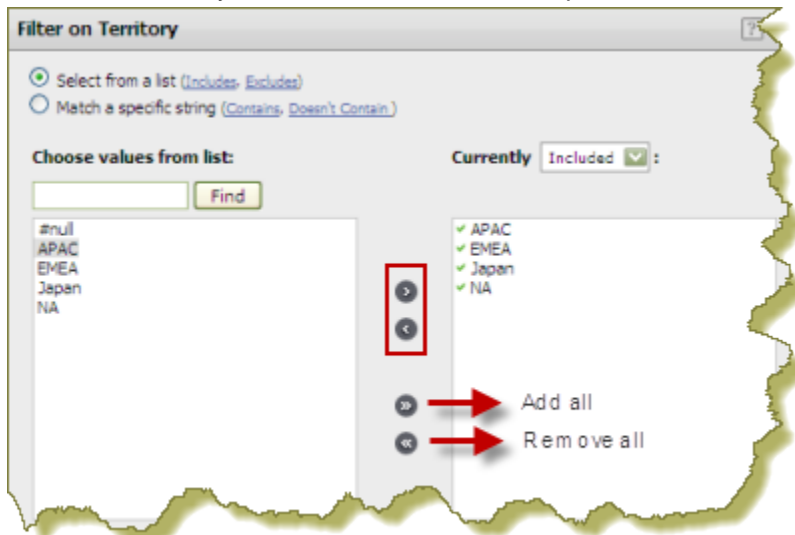 Filter on Territory
?
Select from a list (Includes, Excludes)
Match a specific string (Contains, Doesn't Contain )
Choose values from list:
Currently Included :
Find
#null
APAC
EMEA
Japan
NA
APAC
EMEA
Japan
NA
Add all
Remove all